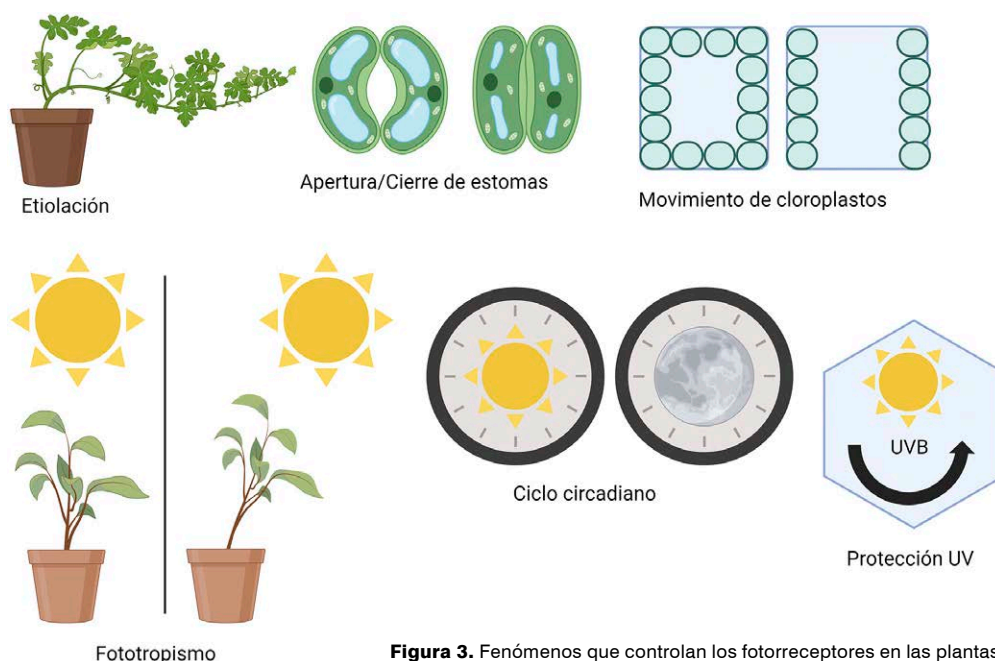 Etiolación
Apertura/Cierre de estomas
Movimiento de cloroplastos
Fototropismo
Ciclo circadiano
UVB
Protección UV
Figura 3. Fenómenos que controlan los fotorreceptores en las plantas